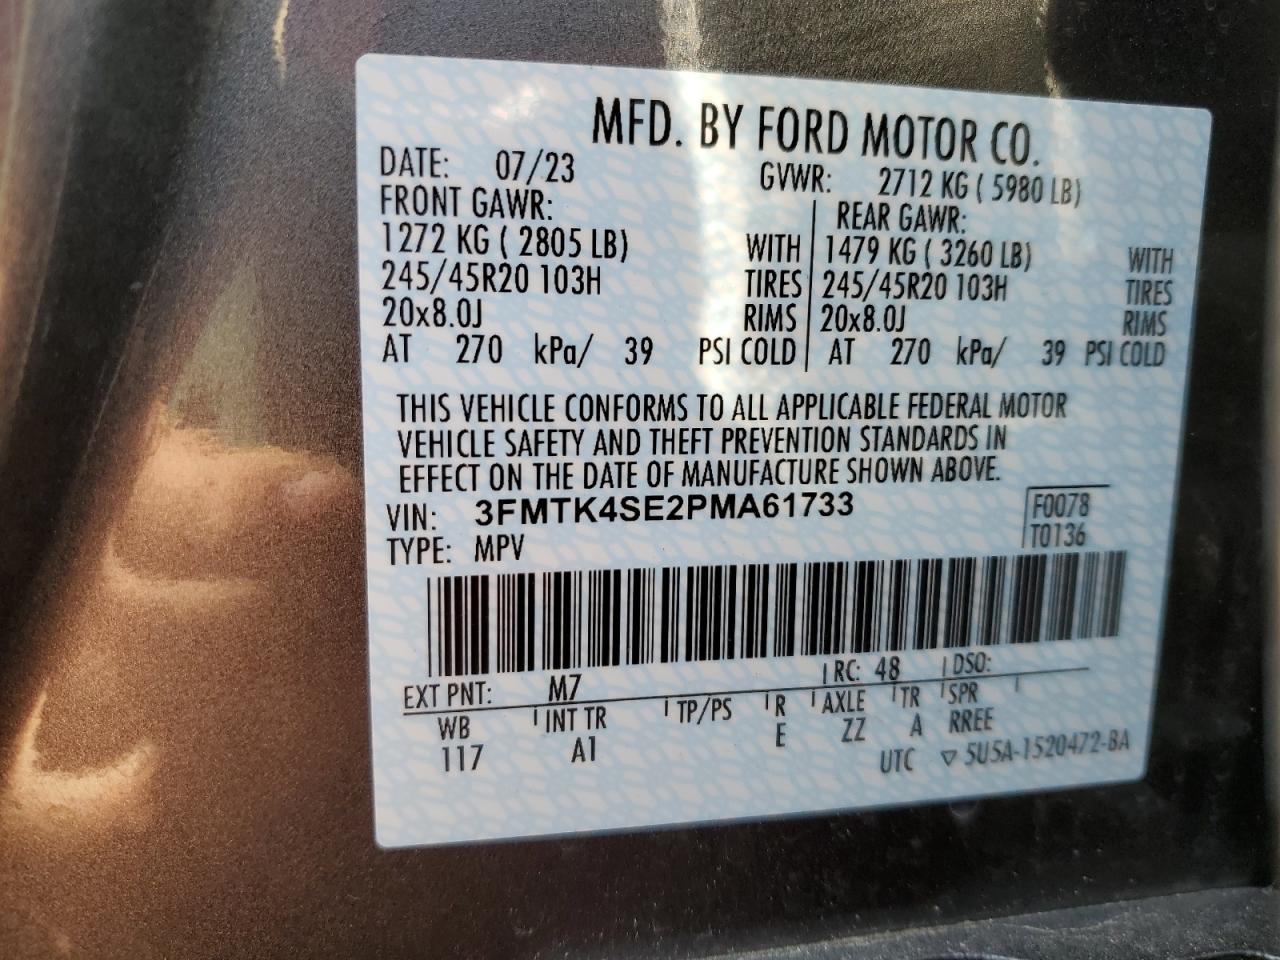 MFD. BY FORD MOTOR CO.
DATE: 07/23 GVWR: 2712 KG ( 5980 LB)
FRONT GAWR: REAR GAWR:
1272 KG ( 2805 LB) WITH 1479 KG ( 3260 LB) WITH
245/45R20 103H TIRES 245/45R20 103H TIRES
20x8.0J RIMS 20x8.0J RIMS
AT 270 kPa/ 39 PSI COLD AT 270 kPa/ 39 PSI COLD
THIS VEHICLE CONFORMS TO ALL APPLICABLE FEDERAL MOTOR
VEHICLE SAFETY AND THEFT PREVENTION STANDARDS IN
EFFECT ON THE DATE OF MANUFACTURE SHOWN ABOVE.
VIN: 3FMTK4SE2PMA61733 F0078
TYPE: MPV T0136
EXT PNT: M7 RC: 48 DSO:
WB INT TR TP/PS R AXLE TR SPR
117 A1 E ZZ A RREE
UTC ▽ 5U5A-1520472-BA